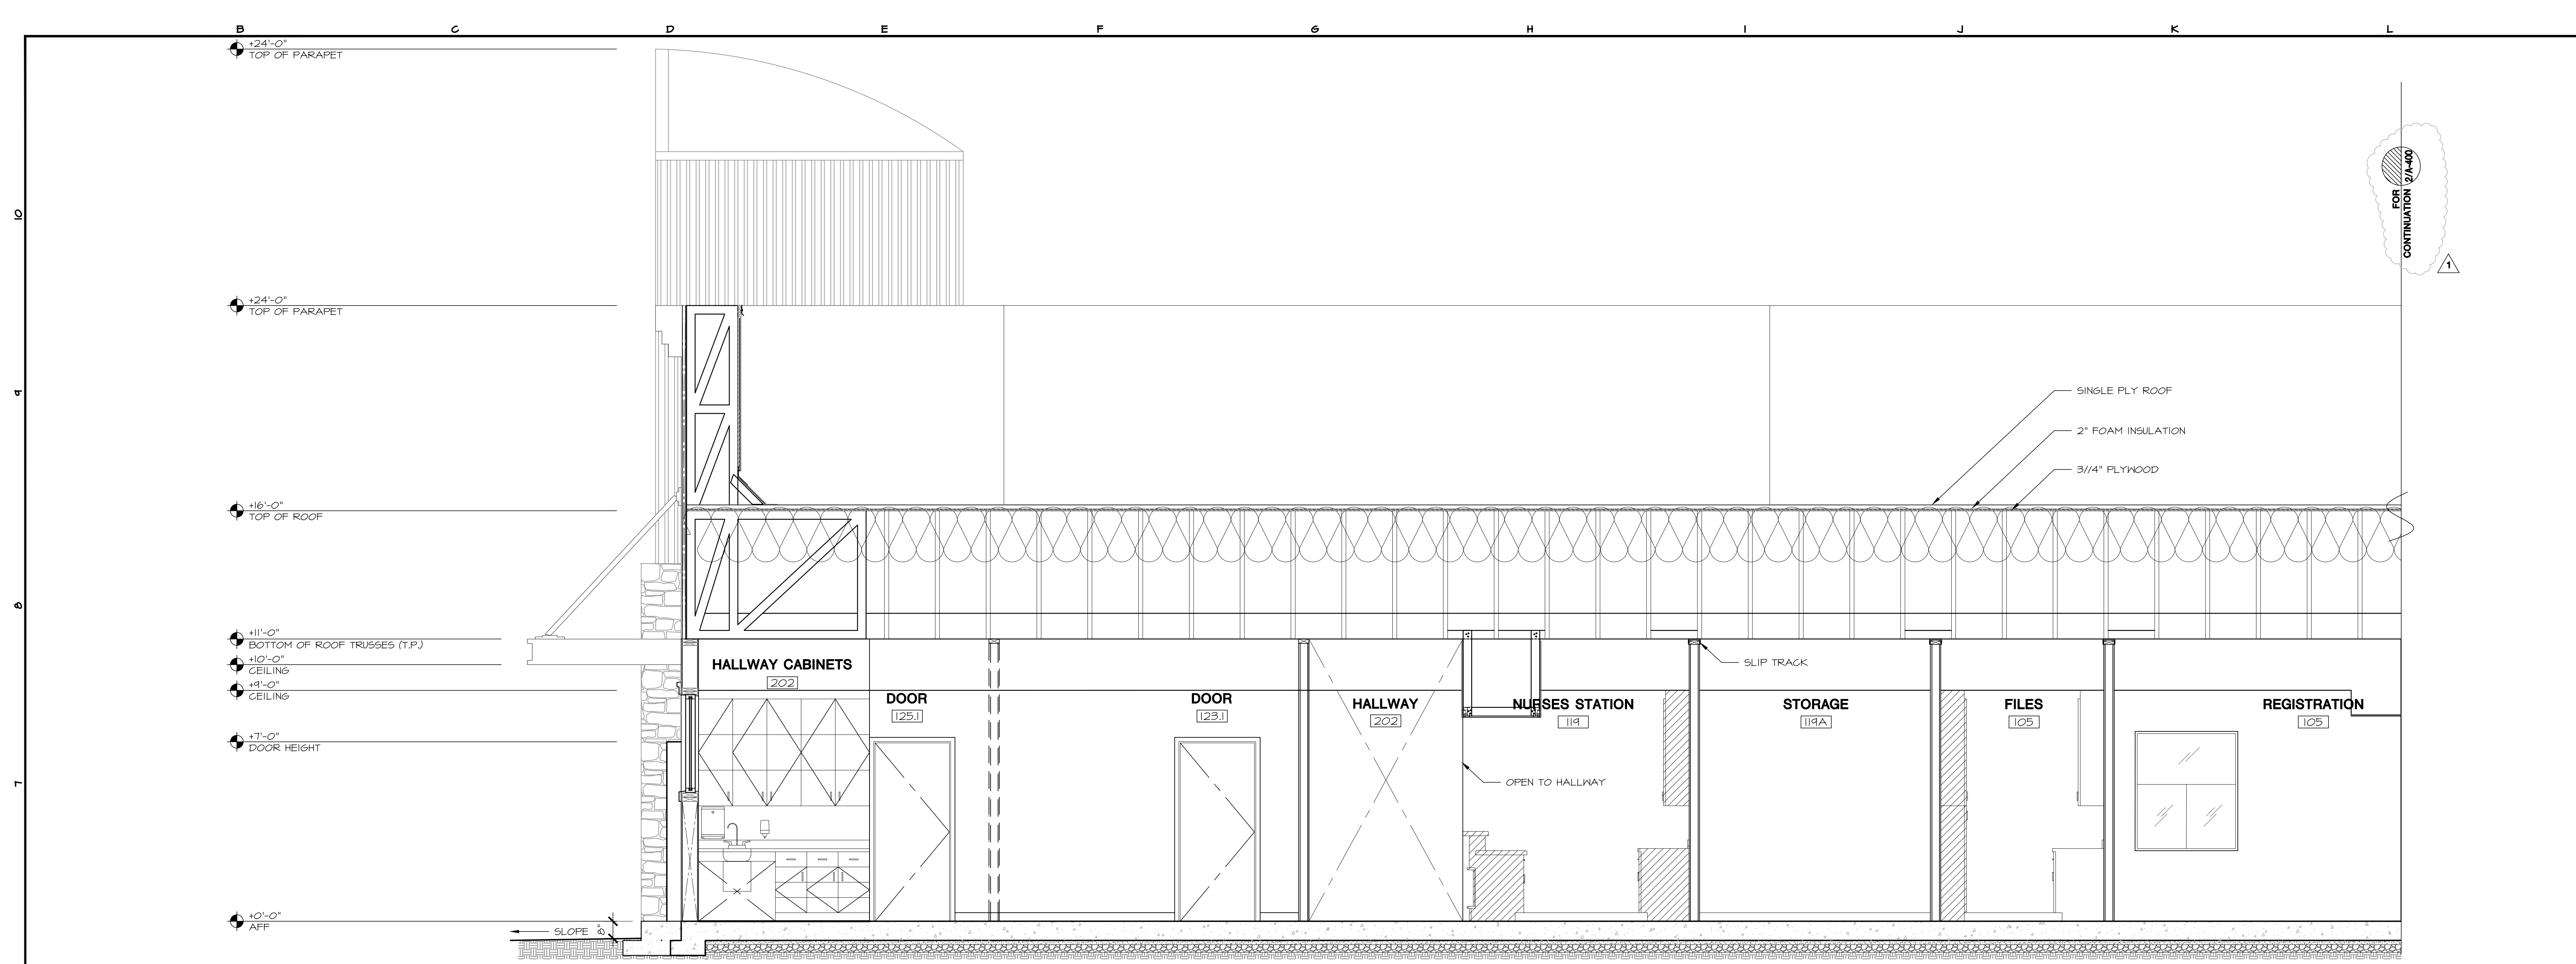 B C D E F G H I J K L
+24'-0"
TOP OF PARAPET
FOR
CONTINUATION 2/A-400
1
10
+24'-0"
TOP OF PARAPET
9
SINGLE PLY ROOF
2" FOAM INSULATION
3//4" PLYWOOD
+16'-0"
TOP OF ROOF
8
+11'-0"
BOTTOM OF ROOF TRUSSES (T.P.)
+10'-0"
CEILING
+9'-0"
CEILING
SLIP TRACK
HALLWAY CABINETS
202
DOOR
125.1
DOOR
123.1
HALLWAY
202
NURSES STATION
119
STORAGE
119A
FILES
105
REGISTRATION
105
+7'-0"
DOOR HEIGHT
7
OPEN TO HALLWAY
+0'-0"
AFF
SLOPE
8"